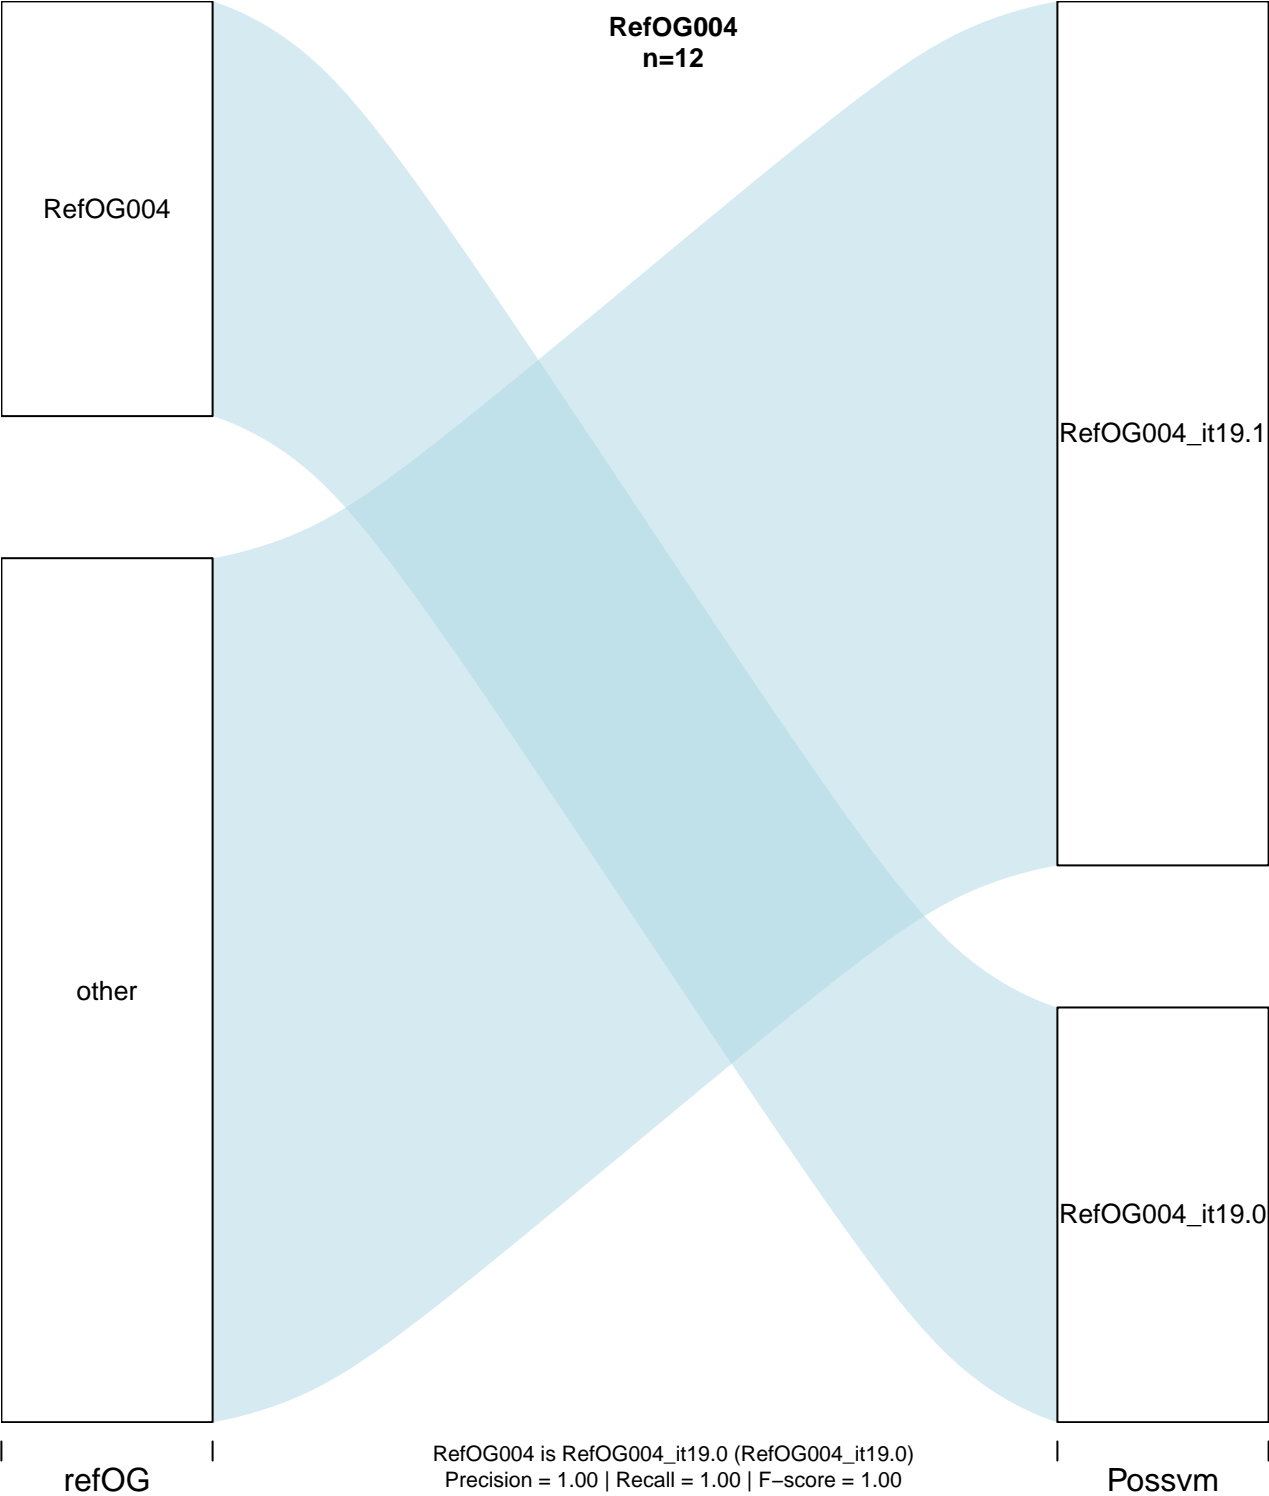 RefOG004
n=12
RefOG004
RefOG004_it19.1
other
RefOG004_it19.0
RefOG004 is RefOG004_it19.0 (RefOG004_it19.0)
Precision = 1.00 | Recall = 1.00 | F−score = 1.00
refOG
Possvm